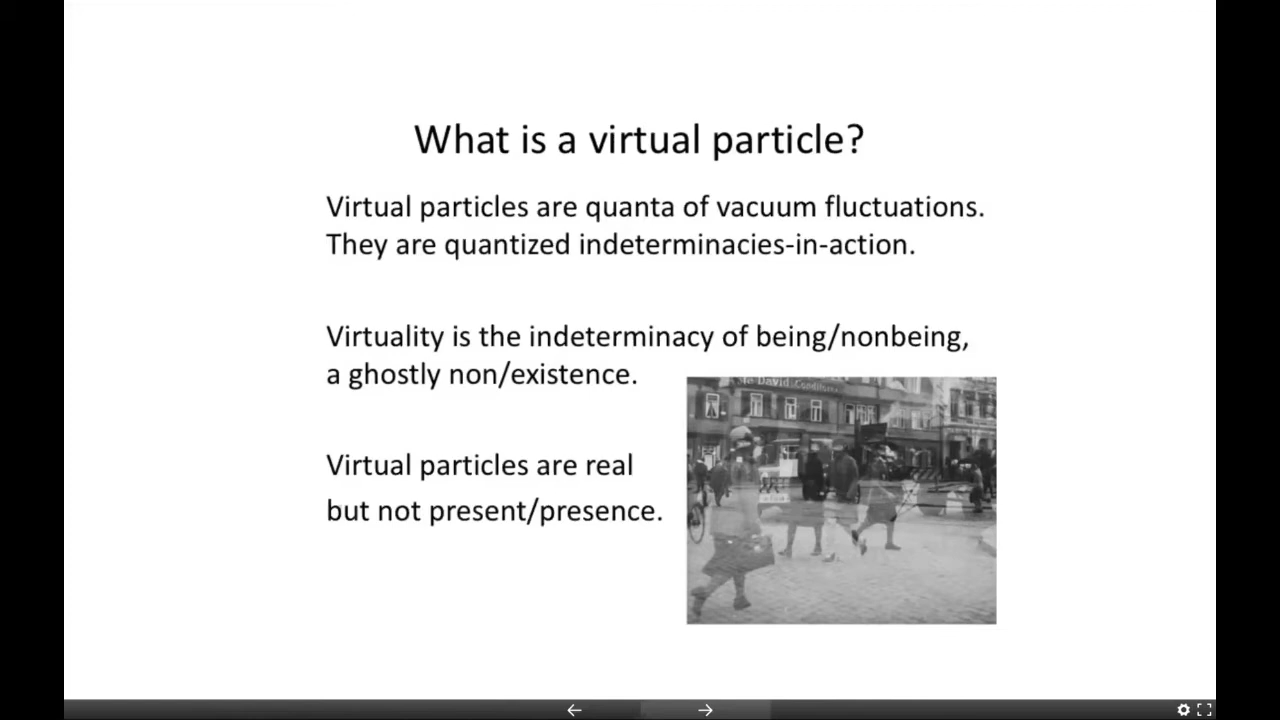 What is a virtual particle?
Virtual particles are quanta of vacuum fluctuations.
They are quantized indeterminacies-in-action.
Virtuality is the indeterminacy of being/nonbeing,
a ghostly non/existence.
Virtual particles are real
but not present/presence.